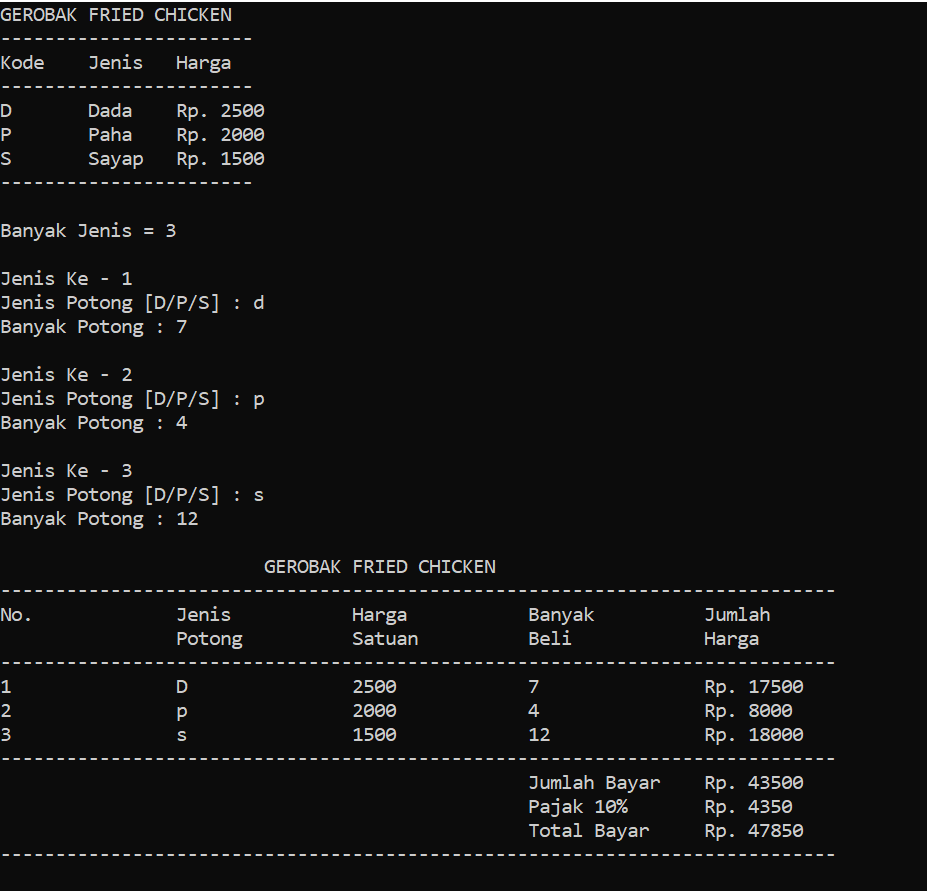 GEROBAK FRIED CHICKEN
-----------------------
Kode    Jenis   Harga
-----------------------
D       Dada    Rp. 2500
P       Paha    Rp. 2000
S       Sayap   Rp. 1500
-----------------------
Banyak Jenis = 3
Jenis Ke - 1
Jenis Potong [D/P/S] : d
Banyak Potong : 7
Jenis Ke - 2
Jenis Potong [D/P/S] : p
Banyak Potong : 4
Jenis Ke - 3
Jenis Potong [D/P/S] : s
Banyak Potong : 12
                        GEROBAK FRIED CHICKEN
----------------------------------------------------------------------------
No.             Jenis           Harga           Banyak          Jumlah
                Potong          Satuan          Beli            Harga
----------------------------------------------------------------------------
1               D               2500            7               Rp. 17500
2               p               2000            4               Rp. 8000
3               s               1500            12              Rp. 18000
----------------------------------------------------------------------------
                                                Jumlah Bayar    Rp. 43500
                                                Pajak 10%       Rp. 4350
                                                Total Bayar     Rp. 47850
----------------------------------------------------------------------------